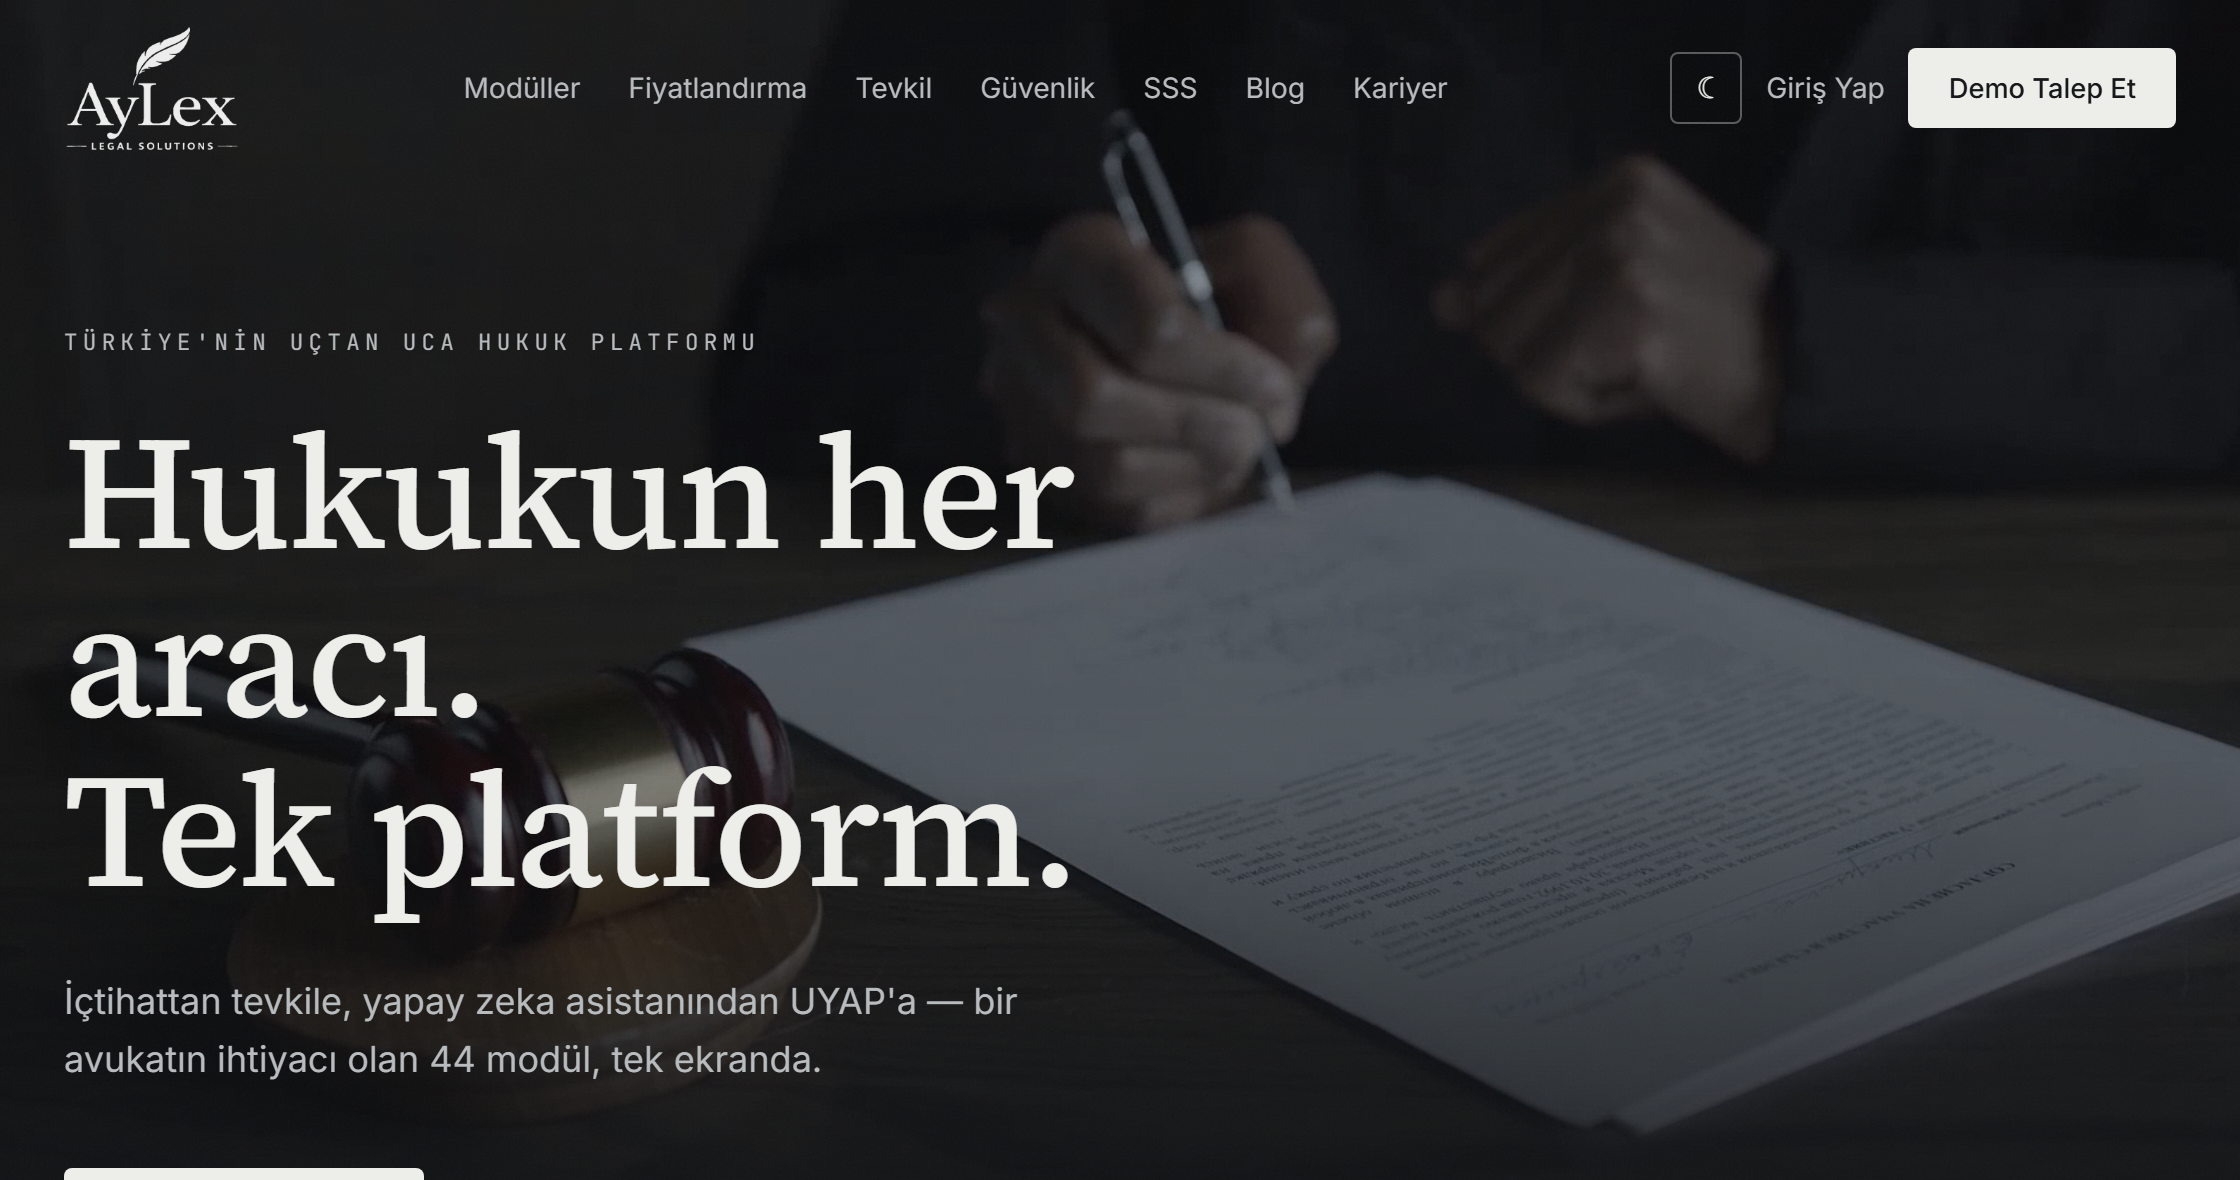 AyLex
LEGAL SOLUTIONS
Modüller Fiyatlandırma Tevkil Güvenlik SSS Blog Kariyer
Giriş Yap Demo Talep Et
TÜRKİYE'NİN UÇTAN UCA HUKUK PLATFORMU
Hukukun her
aracı.
Tek platform.
İçtihattan tevkile, yapay zeka asistanından UYAP'a — bir
avukatın ihtiyacı olan 44 modül, tek ekranda.